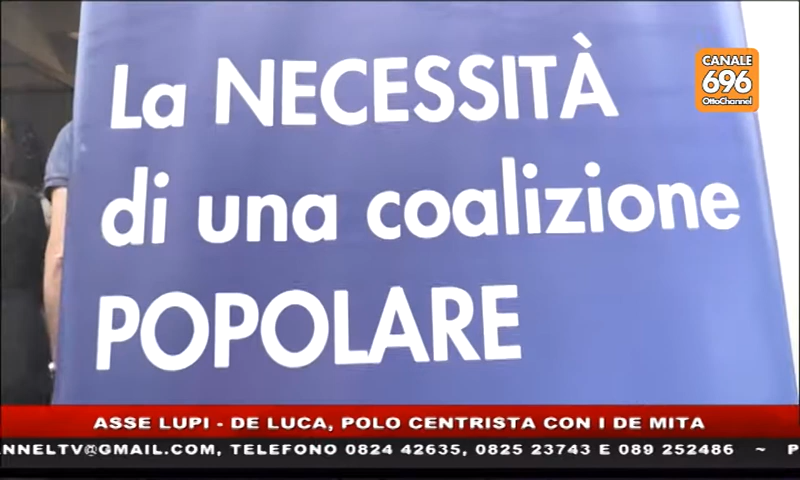 La NECESSITÀ
di una coalizione
POPOLARE
CANALE
696
OttoChannel
ASSE LUPI - DE LUCA, POLO CENTRISTA CON I DE MITA
ANNELTV@GMAIL.COM, TELEFONO 0824 42635, 0825 23743 E 089 252486 ~ P